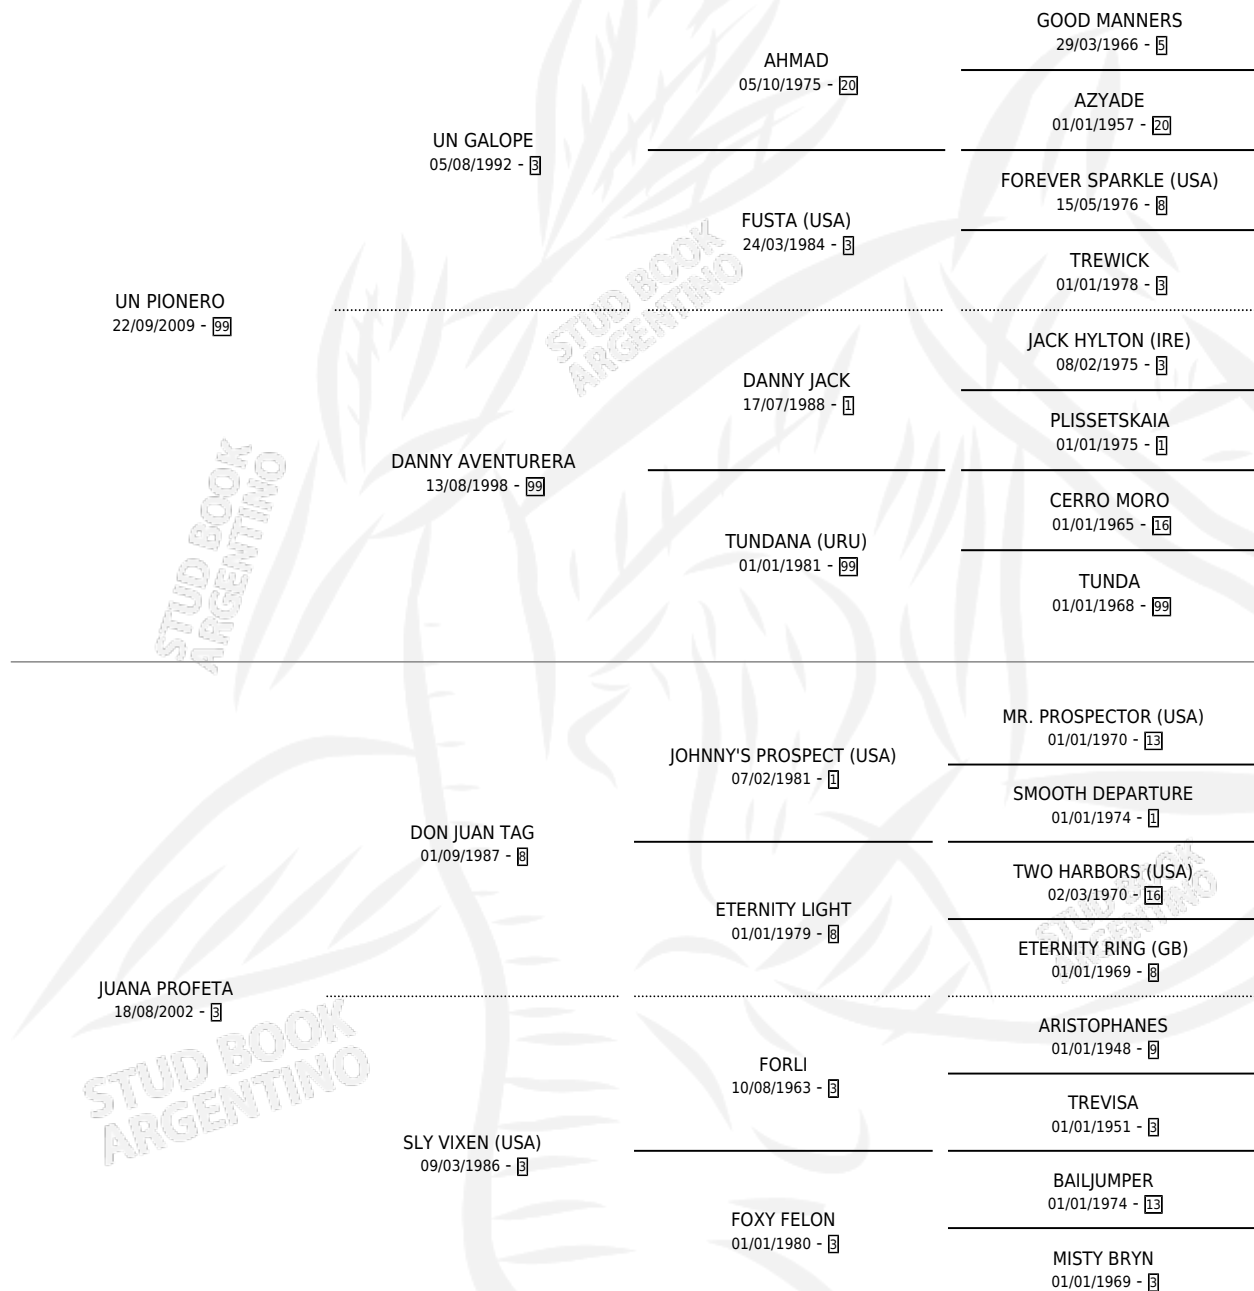 GOOD MANNERS
29/03/1966 - 5
AHMAD
05/10/1975 - 20
AZYADE
01/01/1957 - 20
UN GALOPE
05/08/1992 - 3
FOREVER SPARKLE (USA)
15/05/1976 - 8
FUSTA (USA)
24/03/1984 - 3
TREWICK
01/01/1978 - 3
UN PIONERO
22/09/2009 - 99
JACK HYLTON (IRE)
08/02/1975 - 3
DANNY JACK
17/07/1988 - 1
PLISSETSKAIA
01/01/1975 - 1
DANNY AVENTURERA
13/08/1998 - 99
CERRO MORO
01/01/1965 - 16
TUNDANA (URU)
01/01/1981 - 99
TUNDA
01/01/1968 - 99
MR. PROSPECTOR (USA)
01/01/1970 - 13
JOHNNY'S PROSPECT (USA)
07/02/1981 - 1
SMOOTH DEPARTURE
01/01/1974 - 1
DON JUAN TAG
01/09/1987 - 8
TWO HARBORS (USA)
02/03/1970 - 16
ETERNITY LIGHT
01/01/1979 - 8
ETERNITY RING (GB)
01/01/1969 - 8
JUANA PROFETA
18/08/2002 - 3
ARISTOPHANES
01/01/1948 - 9
FORLI
10/08/1963 - 3
TREVISA
01/01/1951 - 3
SLY VIXEN (USA)
09/03/1986 - 3
BAILJUMPER
01/01/1974 - 13
FOXY FELON
01/01/1980 - 3
MISTY BRYN
01/01/1969 - 3
STUD BOOK
ARGENTINO
STUD BOOK
ARGENTINO
STUD BOOK
ARGENTINO
STUD BOOK
ARGENTINO